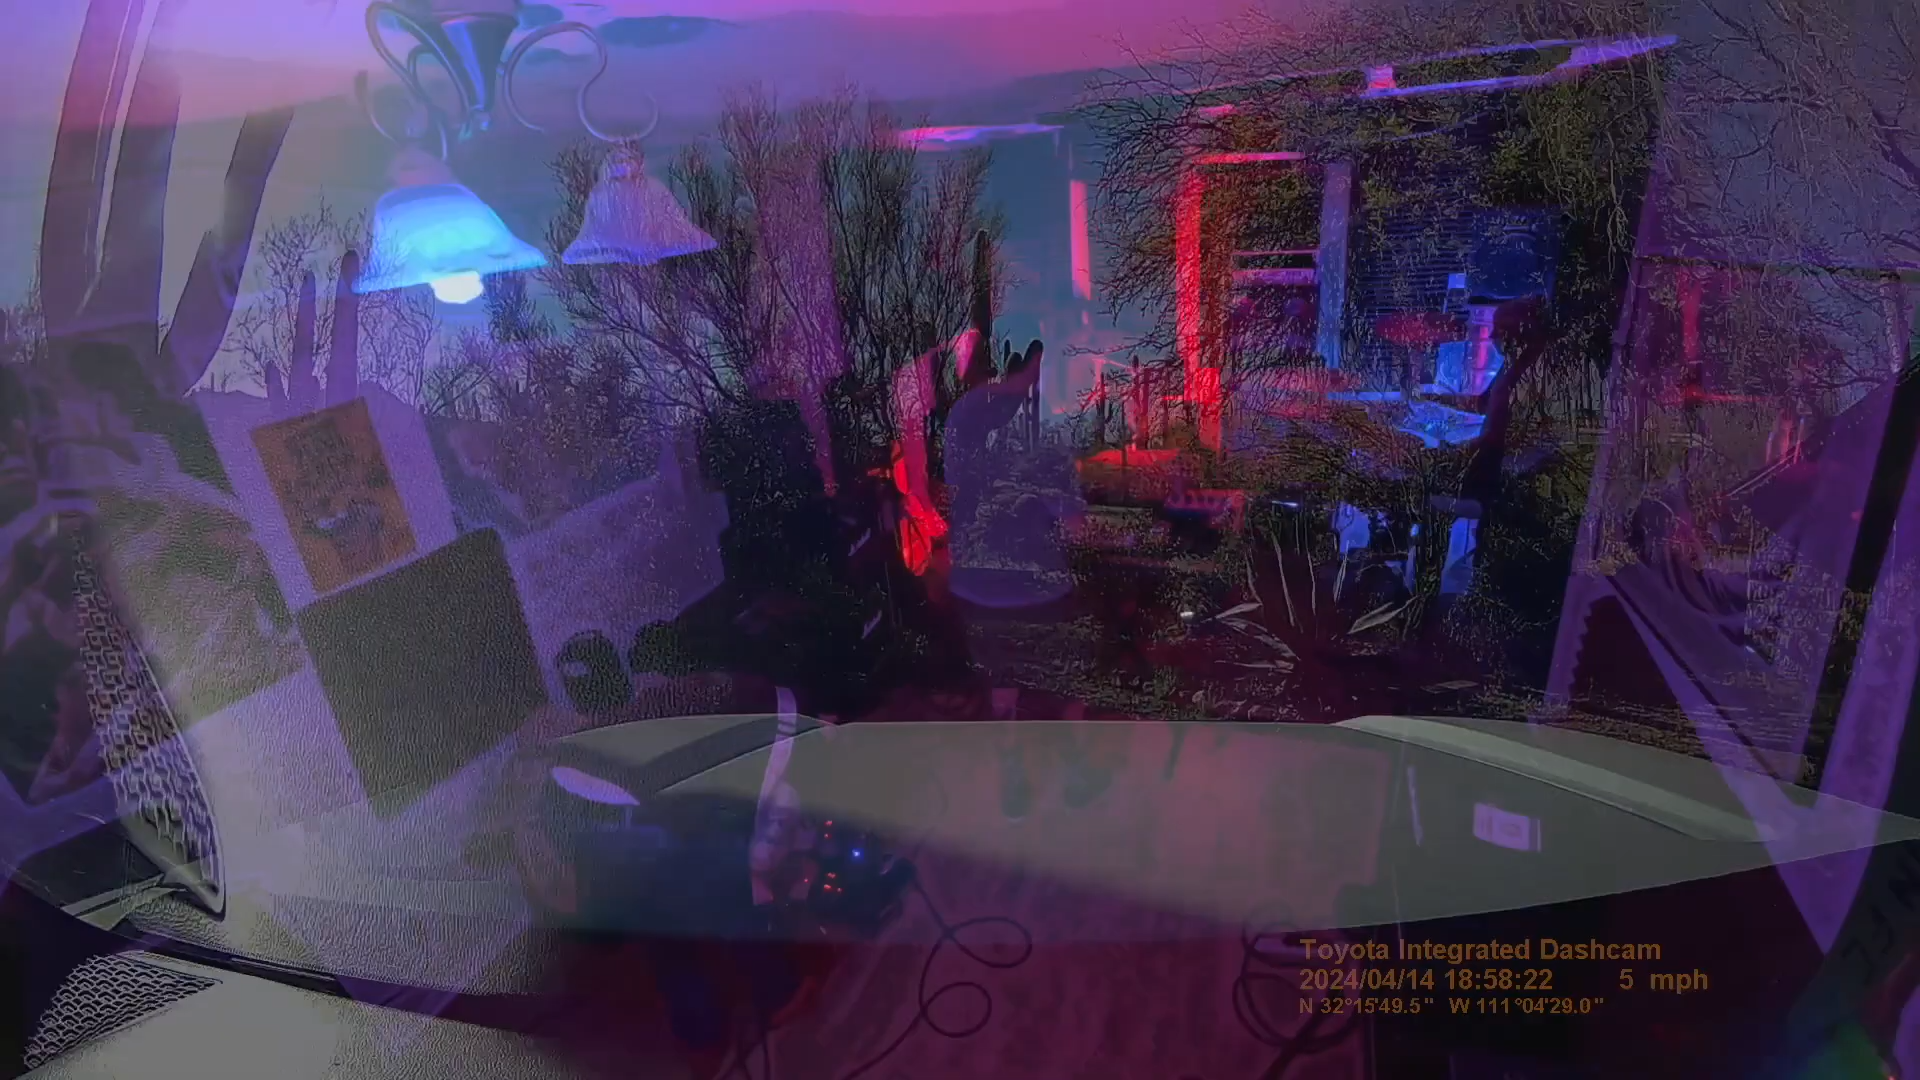 Toyota Integrated Dashcam
2024/04/14 18:58:22 5 mph
N 32°15'49.5" W 111°04'29.0"